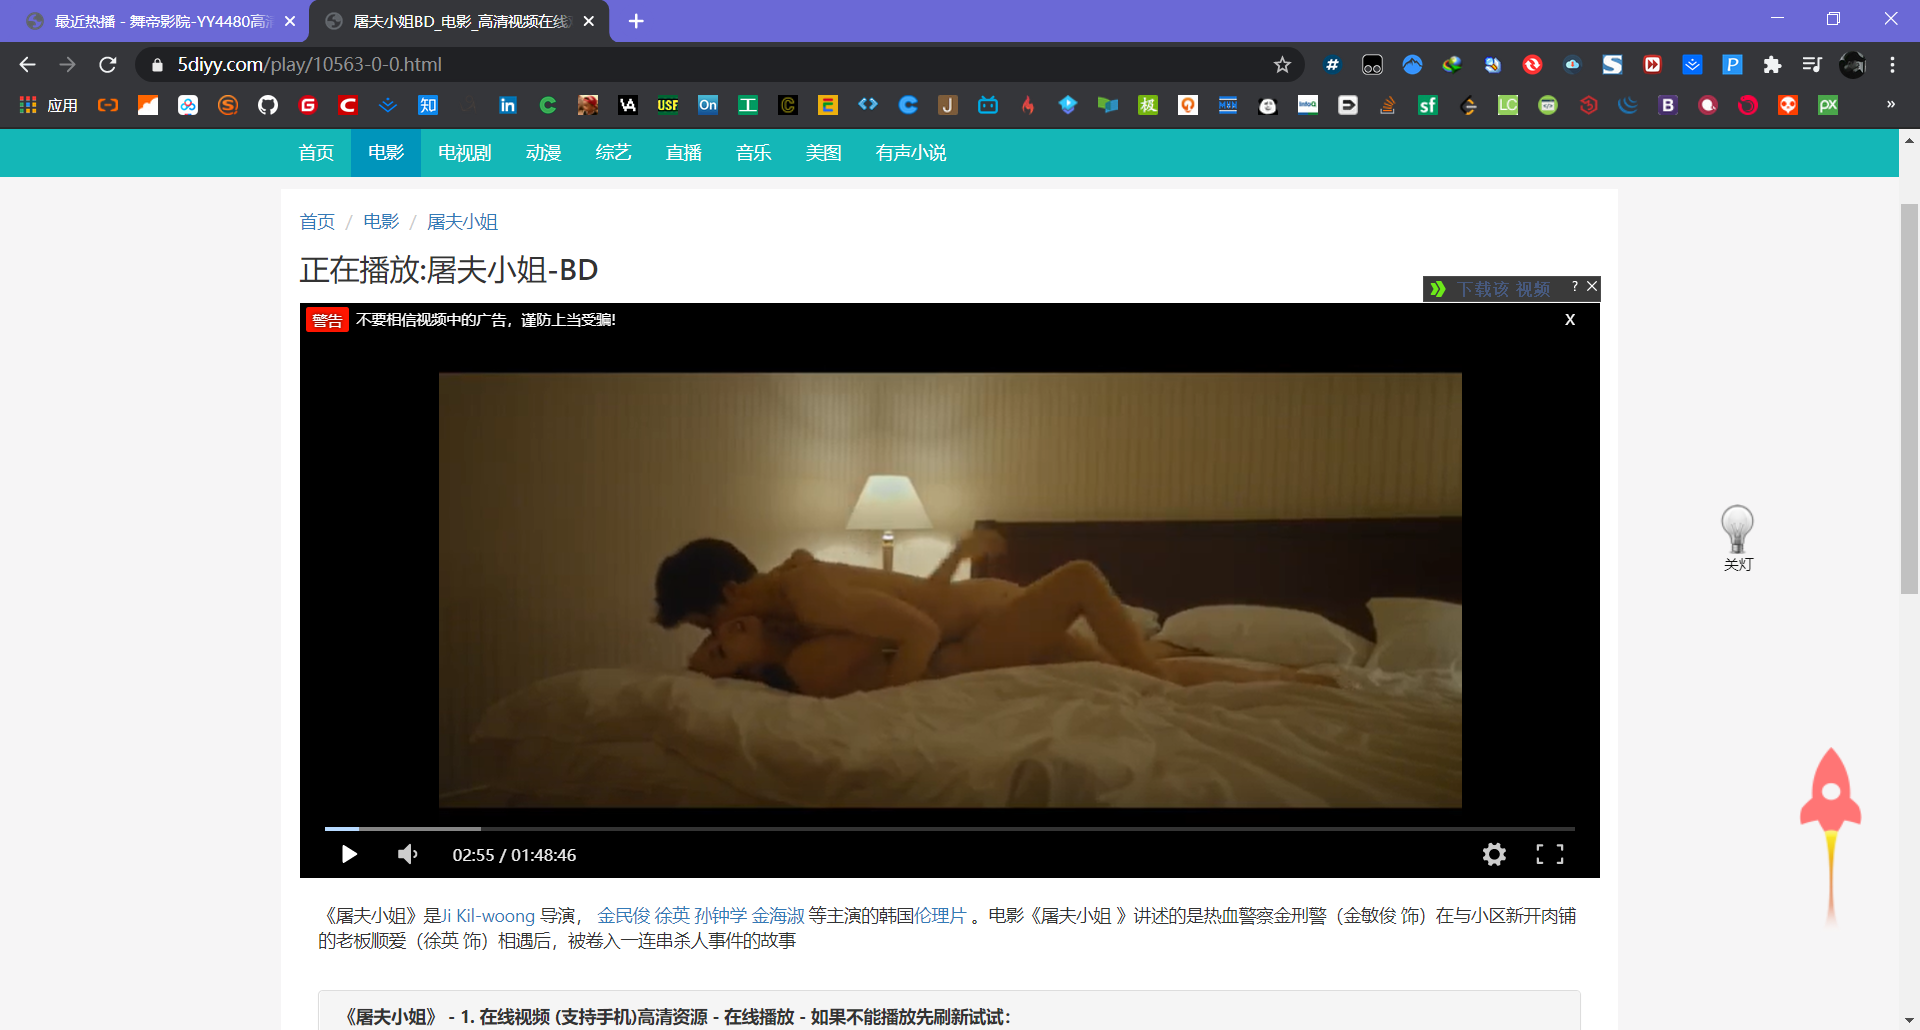 最近热播 - 舞帝影院-YY4480高
屠夫小姐BD_电影_高清视频在线
5diyy.com/play/10563-0-0.html
应用
首页 电影 电视剧 动漫 综艺 直播 音乐 美图 有声小说
首页 / 电影 / 屠夫小姐
正在播放:屠夫小姐-BD
下载该 视频 ?
警告 不要相信视频中的广告，谨防上当受骗! X
关灯
02:55 / 01:48:46
《屠夫小姐》是Ji Kil-woong 导演， 金民俊 徐英 孙钟学 金海淑 等主演的韩国伦理片 。电影《屠夫小姐 》讲述的是热血警察金刑警（金敏俊 饰）在与小区新开肉铺
的老板顺爱（徐英 饰）相遇后，被卷入一连串杀人事件的故事
《屠夫小姐》 - 1. 在线视频 (支持手机)高清资源 - 在线播放 - 如果不能播放先刷新试试：